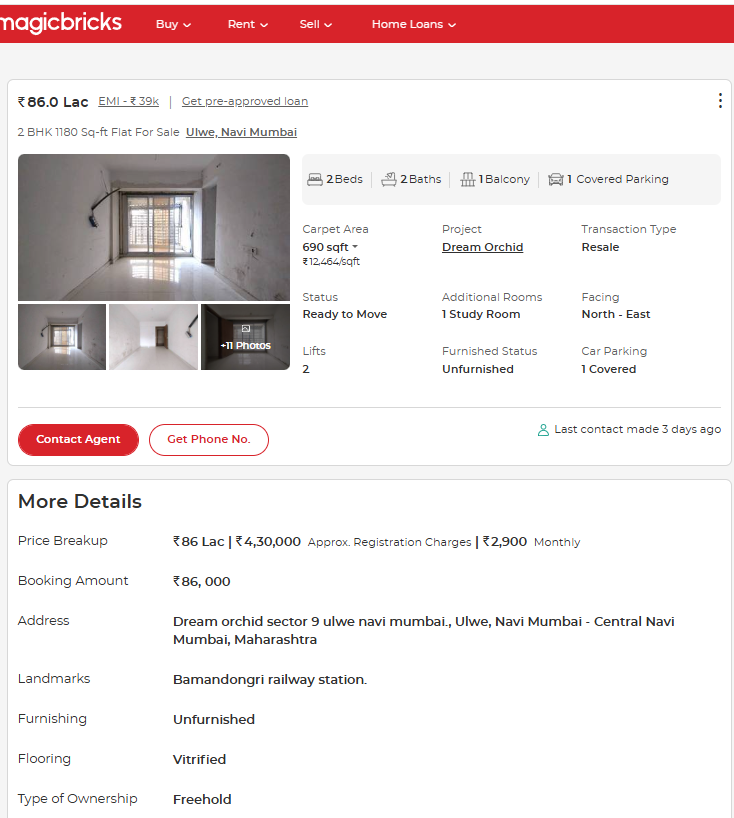 magicbricks Buy Rent Sell Home Loans
₹86.0 Lac EMI - ₹39k | Get pre-approved loan
2 BHK 1180 Sq-ft Flat For Sale Ulwe, Navi Mumbai
2 Beds 2 Baths 1 Balcony 1 Covered Parking
Carpet Area Project Transaction Type
690 sqft Dream Orchid Resale
₹12,464/sqft
Status Additional Rooms Facing
Ready to Move 1 Study Room North - East
+11 Photos
Lifts Furnished Status Car Parking
2 Unfurnished 1 Covered
Contact Agent Get Phone No. Last contact made 3 days ago
More Details
Price Breakup ₹86 Lac | ₹4,30,000 Approx. Registration Charges | ₹2,900 Monthly
Booking Amount ₹86, 000
Address Dream orchid sector 9 ulwe navi mumbai., Ulwe, Navi Mumbai - Central Navi
Mumbai, Maharashtra
Landmarks Bamandongri railway station.
Furnishing Unfurnished
Flooring Vitrified
Type of Ownership Freehold